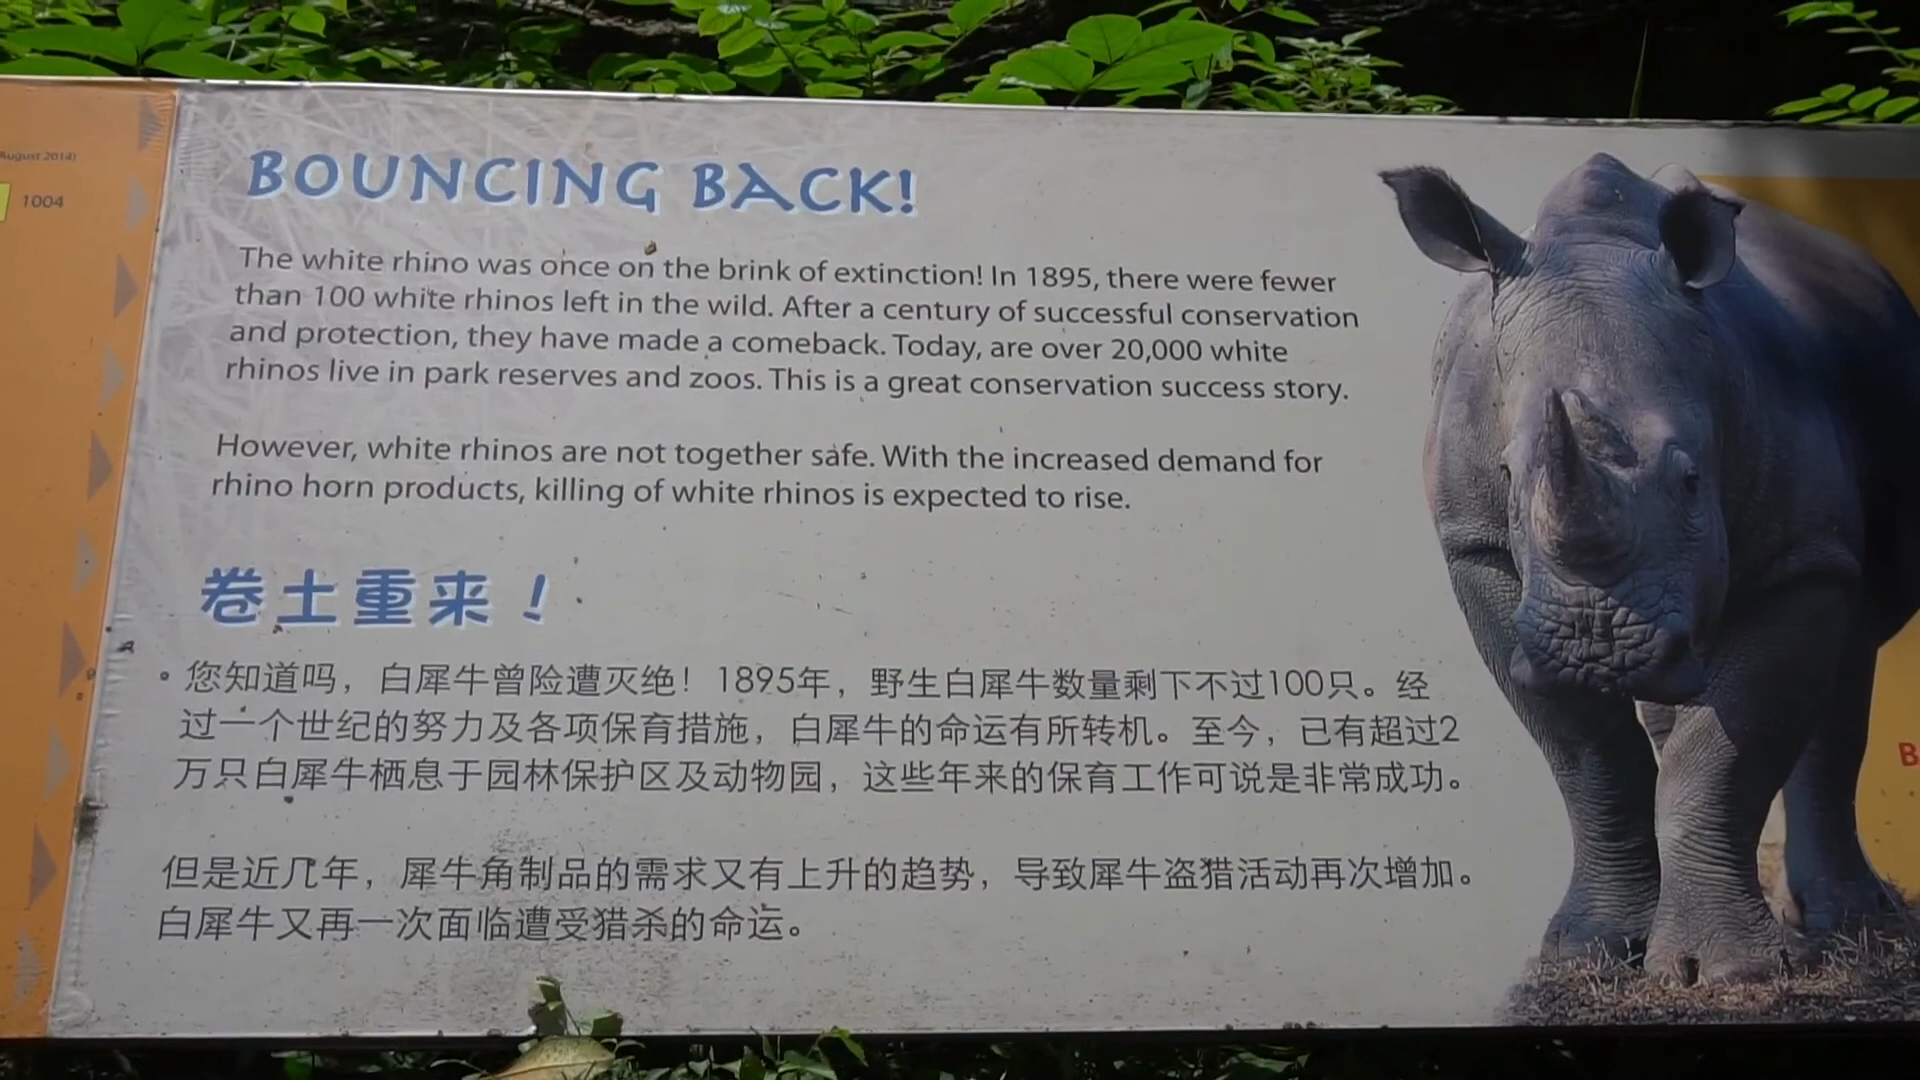 August 2014)
1004
BOUNCING BACK!
The white rhino was once on the brink of extinction! In 1895, there were fewer
than 100 white rhinos left in the wild. After a century of successful conservation
and protection, they have made a comeback. Today, are over 20,000 white
rhinos live in park reserves and zoos. This is a great conservation success story.
However, white rhinos are not together safe. With the increased demand for
rhino horn products, killing of white rhinos is expected to rise.
卷土重来！
您知道吗，白犀牛曾险遭灭绝！1895年，野生白犀牛数量剩下不过100只。经
过一个世纪的努力及各项保育措施，白犀牛的命运有所转机。至今，已有超过2
万只白犀牛栖息于园林保护区及动物园，这些年来的保育工作可说是非常成功。
但是近几年，犀牛角制品的需求又有上升的趋势，导致犀牛盗猎活动再次增加。
白犀牛又再一次面临遭受猎杀的命运。